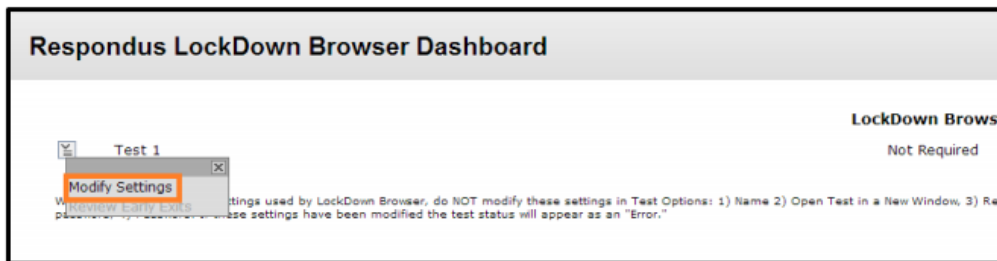 Respondus LockDown Browser Dashboard
LockDown Brows
Test 1
Not Required
Modify Settings
Review Early Exits
W ttings used by LockDown Browser, do NOT modify these settings in Test Options: 1) Name 2) Open Test in a New Window, 3) Re
these settings have been modified the test status will appear as an "Error."